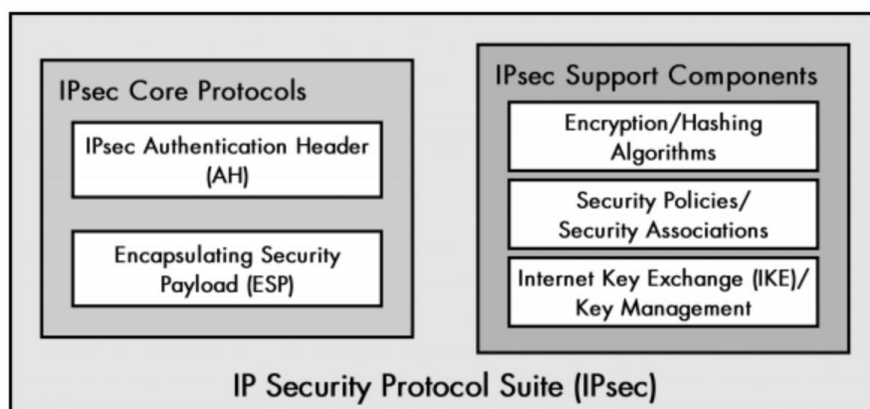 IPsec Core Protocols
IPsec Authentication Header
(AH)
Encapsulating Security
Payload (ESP)
IPsec Support Components
Encryption/Hashing
Algorithms
Security Policies/
Security Associations
Internet Key Exchange (IKE)/
Key Management
IP Security Protocol Suite (IPsec)